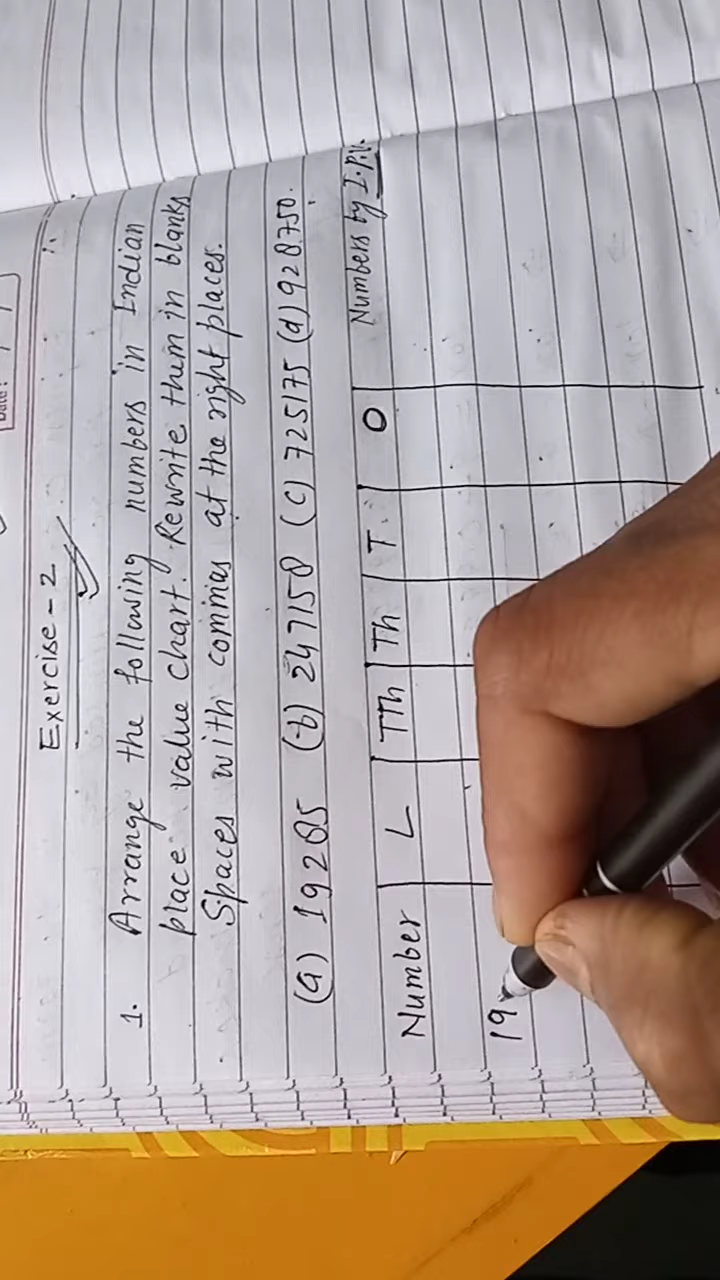 Date: / /
Exercise - 2
1. Arrange the following numbers in Indian
place value chart. Rewrite them in blanks
Spaces with commas at the right places.
(a) 19285 (b) 247158 (c) 725175 (d) 928750.
Number L TTh Th T. O Numbers by I.P.V.
19